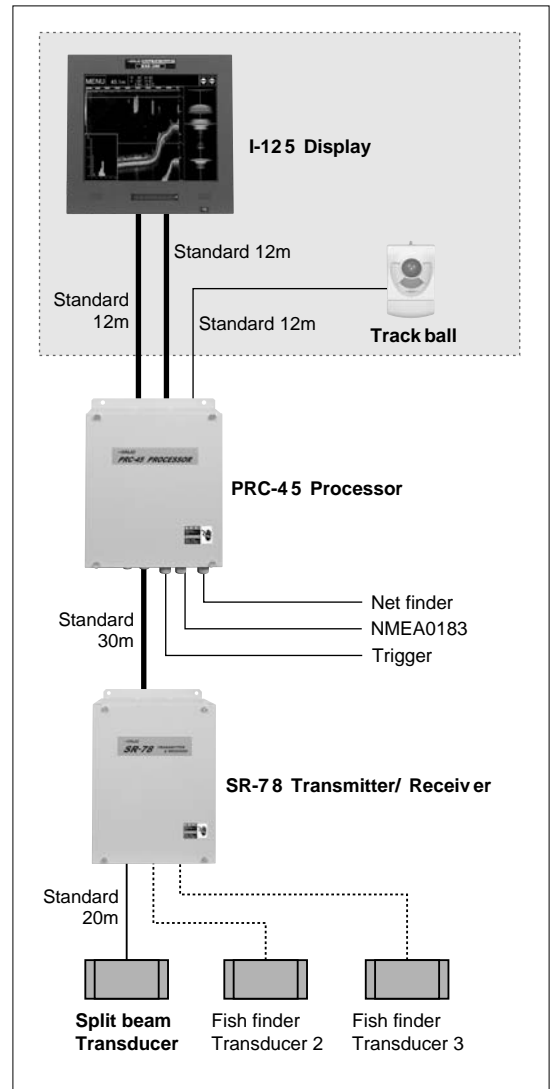 MENU
I-125 Display
Standard 12m
Standard
12m
Standard 12m
Track ball
PRC-45 PROCESSOR
PRC-45 Processor
Net finder
NMEA0183
Trigger
Standard
30m
SR-78 TRANSMITTER
& RECEIVER
SR-78 Transmitter/ Receiver
Standard
20m
Split beam
Transducer
Fish finder
Transducer 2
Fish finder
Transducer 3